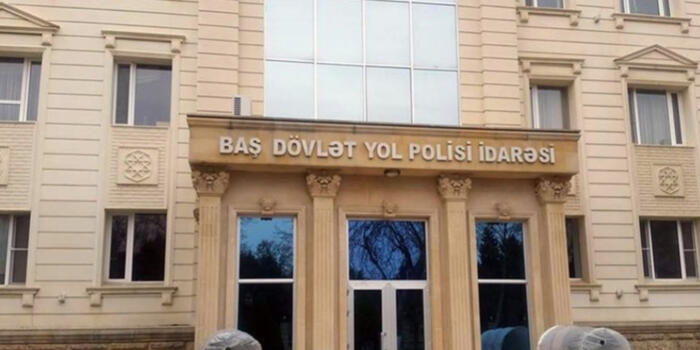 BAŞ DÖVLƏT YOL POLİSİ İDARƏSİ